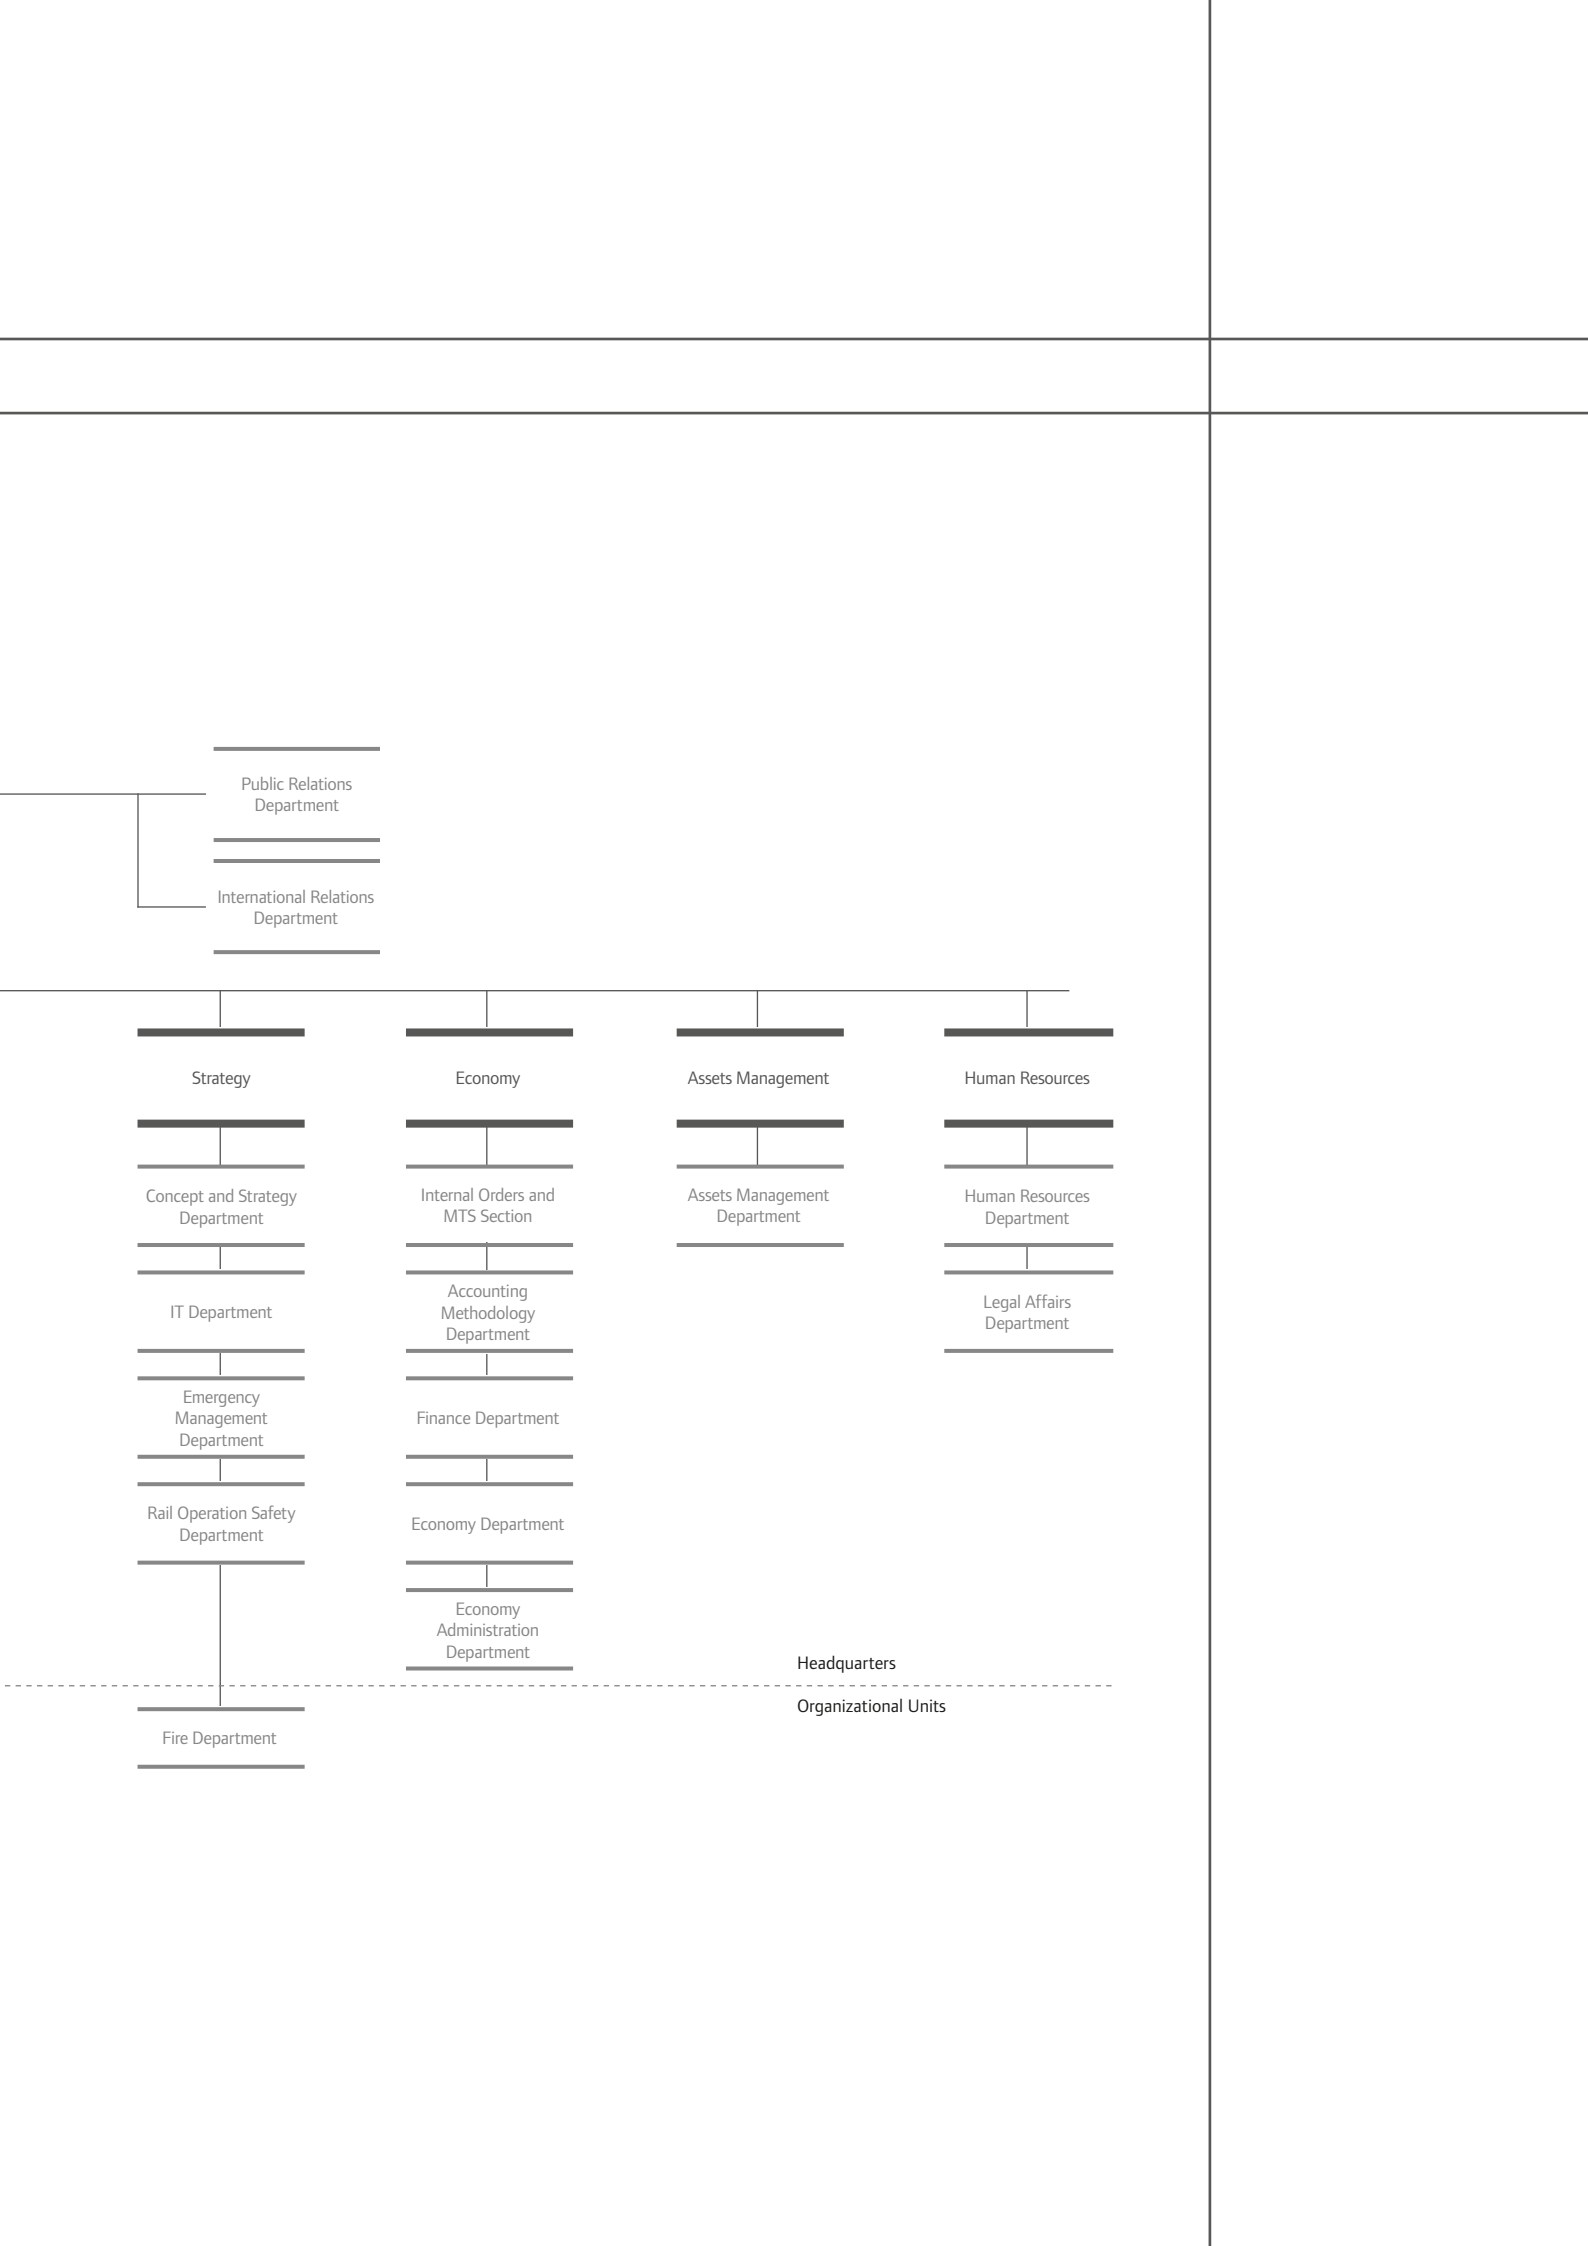 Public Relations
Department
International Relations
Department
Strategy
Economy
Assets Management
Human Resources
Concept and Strategy
Department
Internal Orders and
MTS Section
Assets Management
Department
Human Resources
Department
IT Department
Accounting
Methodology
Department
Legal Affairs
Department
Emergency
Management
Department
Finance Department
Rail Operation Safety
Department
Economy Department
Economy
Administration
Department
Headquarters
Organizational Units
Fire Department